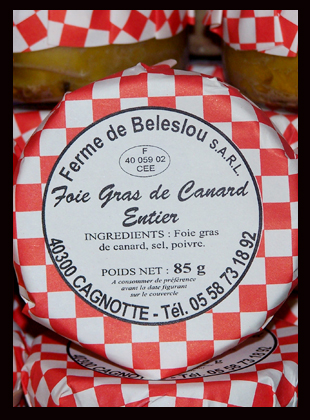 Ferme de Beleslou S.A.R.L.
F
40 059 02
CEE
Foie Gras de Canard
Entier
INGREDIENTS : Foie gras
de canard, sel, poivre.
POIDS NET : 85 g
A consommer de préférence
avant la date figurant
sur le couvercle
40300 CAGNOTTE - Tél. 05 58 73 18 92